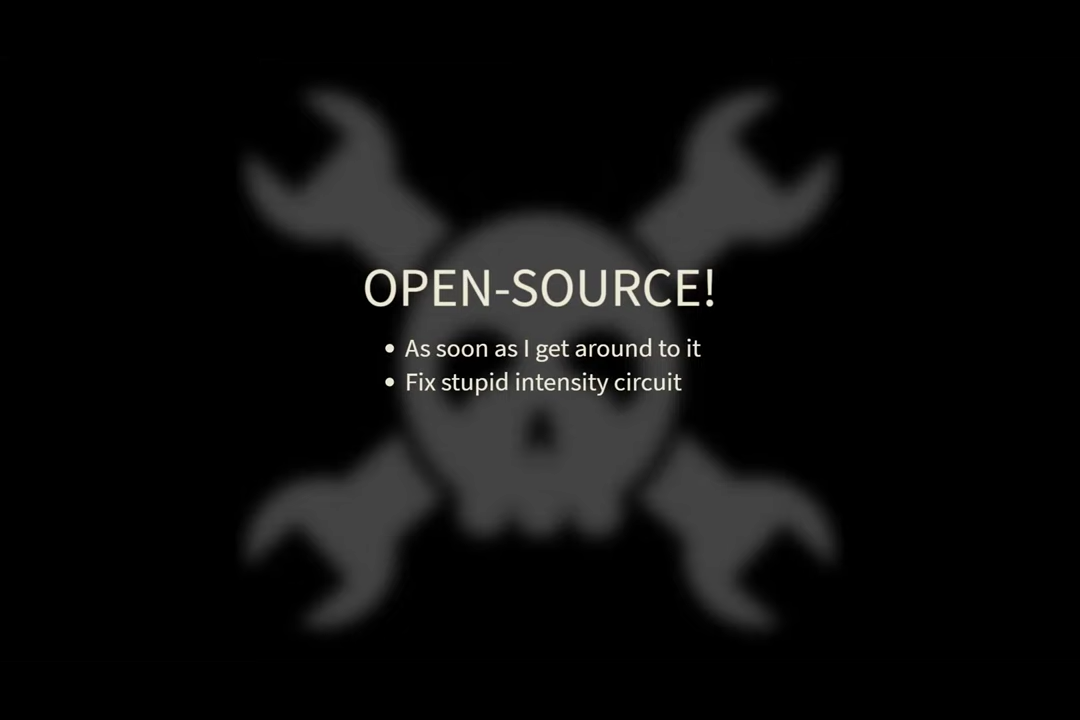 OPEN-SOURCE!
• As soon as I get around to it
• Fix stupid intensity circuit